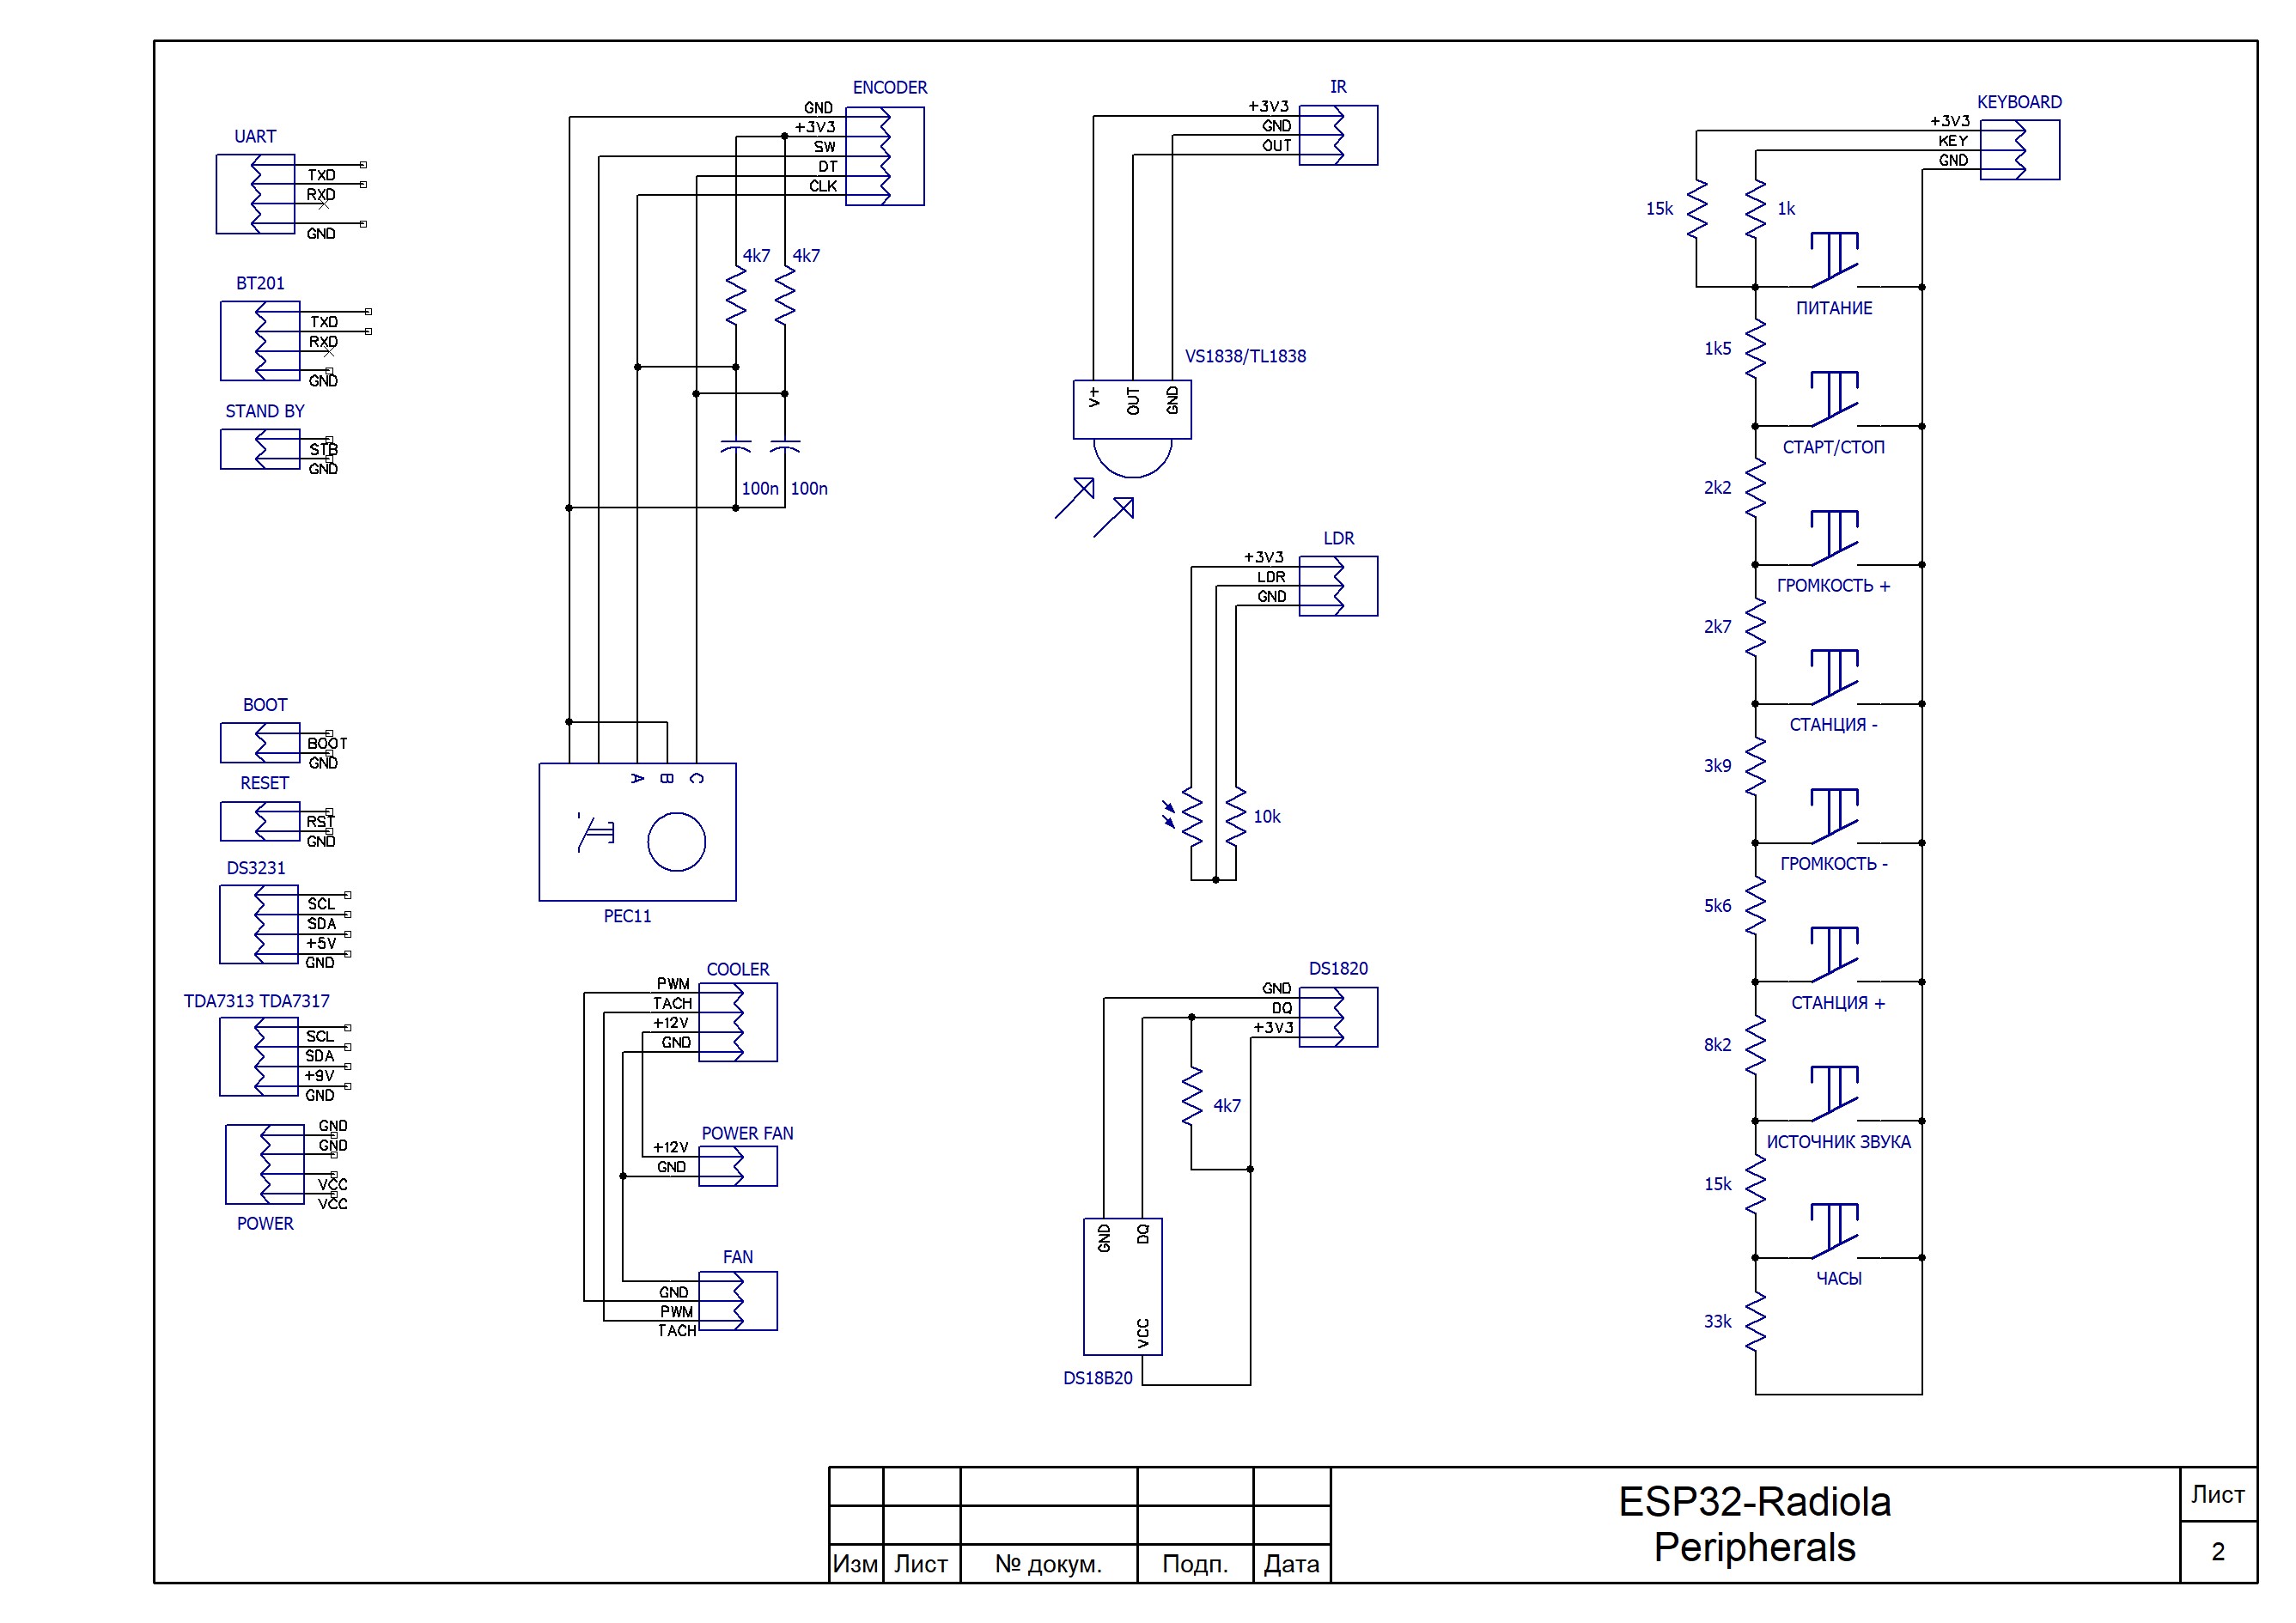 UART
TXD
RXD
GND
BT201
TXD
RXD
GND
STAND BY
STB
GND
BOOT
BOOT
GND
RESET
RST
GND
DS3231
SCL
SDA
+5V
GND
TDA7313 TDA7317
SCL
SDA
+9V
GND
GND
GND
VCC
VCC
POWER
ENCODER
GND
+3V3
SW
DT
CLK
4k7 4k7
100n 100n
A B C
PEC11
COOLER
PWM
TACH
+12V
GND
POWER FAN
+12V
GND
FAN
GND
PWM
TACH
IR
+3V3
GND
OUT
VS1838/TL1838
V+ OUT GND
LDR
+3V3
LDR
GND
10k
DS1820
GND
DQ
+3V3
4k7
GND DQ
VCC
DS18B20
KEYBOARD
+3V3
KEY
GND
15k 1k
ПИТАНИЕ
1k5
СТАРТ/СТОП
2k2
ГРОМКОСТЬ +
2k7
СТАНЦИЯ -
3k9
ГРОМКОСТЬ -
5k6
СТАНЦИЯ +
8k2
ИСТОЧНИК ЗВУКА
15k
ЧАСЫ
33k
ESP32-Radiola
Peripherals
Лист
2
Изм Лист № докум. Подп. Дата